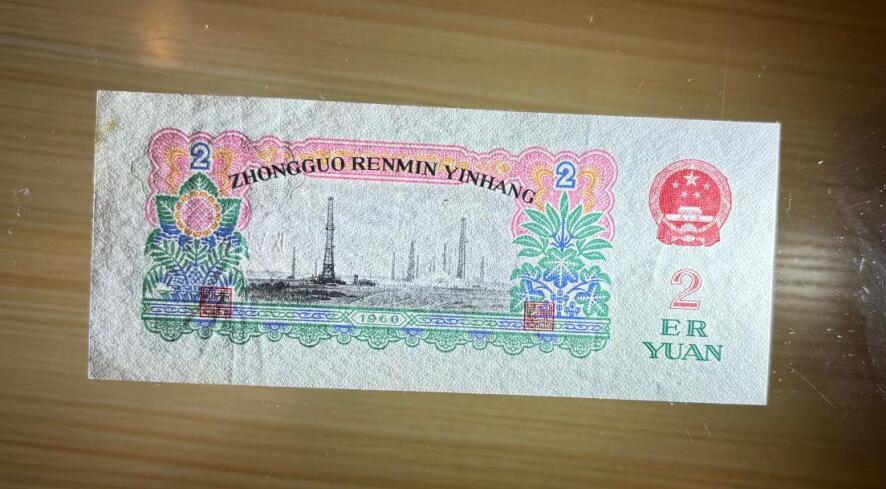 2
ZHONGGUO RENMIN YINHANG
2
1960
2
ER
YUAN